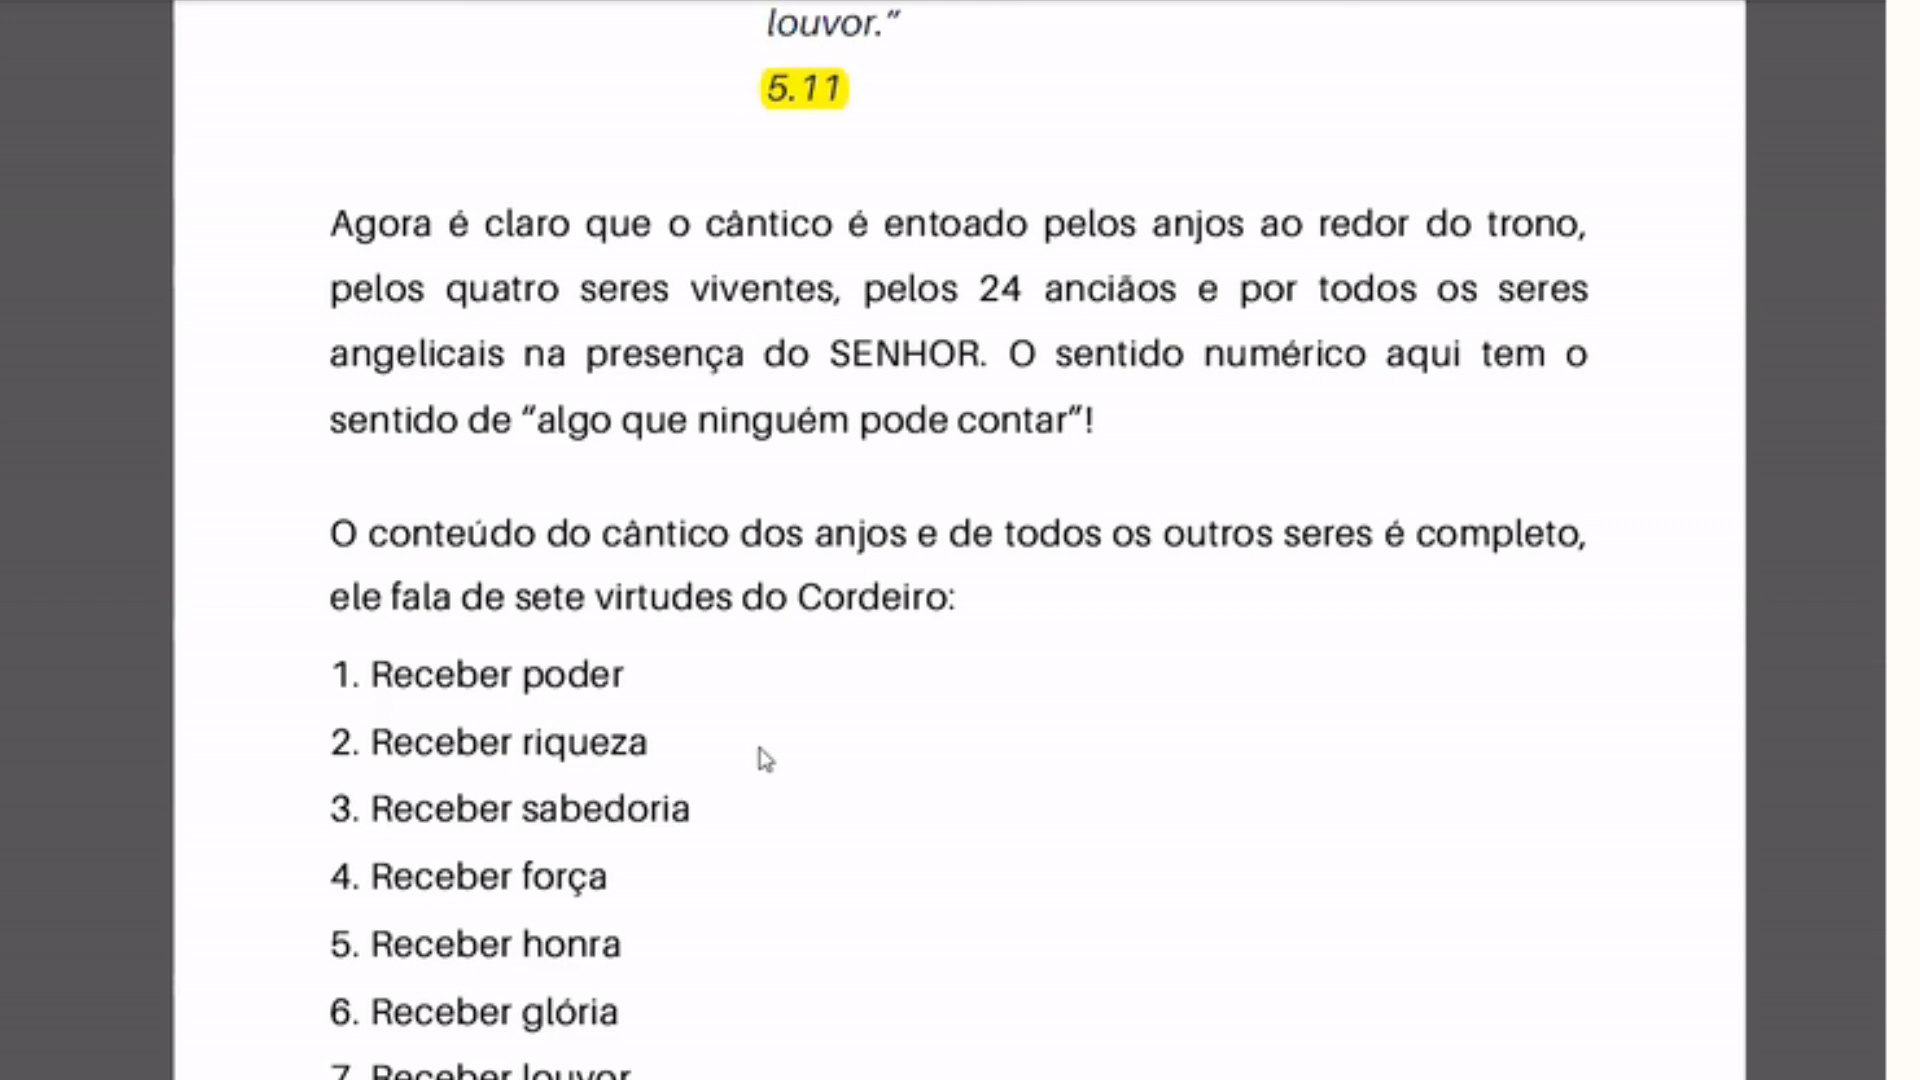 louvor.”
5.11
Agora é claro que o cântico é entoado pelos anjos ao redor do trono,
pelos quatro seres viventes, pelos 24 anciãos e por todos os seres
angelicais na presença do SENHOR. O sentido numérico aqui tem o
sentido de “algo que ninguém pode contar”!
O conteúdo do cântico dos anjos e de todos os outros seres é completo,
ele fala de sete virtudes do Cordeiro:
1. Receber poder
2. Receber riqueza
3. Receber sabedoria
4. Receber força
5. Receber honra
6. Receber glória
7. Receber louvor